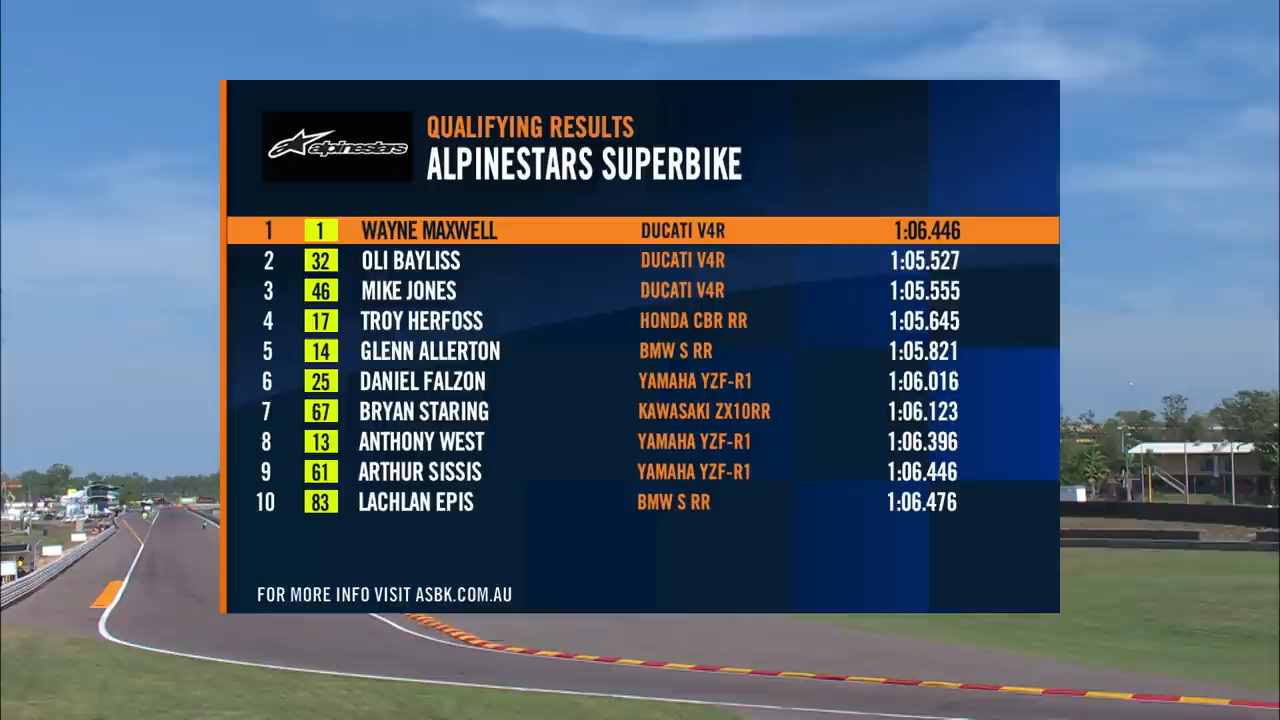 alpinestars
QUALIFYING RESULTS
ALPINESTARS SUPERBIKE
1 1 WAYNE MAXWELL DUCATI V4R 1:06.446
2 32 OLI BAYLISS DUCATI V4R 1:05.527
3 46 MIKE JONES DUCATI V4R 1:05.555
4 17 TROY HERFOSS HONDA CBR RR 1:05.645
5 14 GLENN ALLERTON BMW S RR 1:05.821
6 25 DANIEL FALZON YAMAHA YZF-R1 1:06.016
7 67 BRYAN STARING KAWASAKI ZX10RR 1:06.123
8 13 ANTHONY WEST YAMAHA YZF-R1 1:06.396
9 61 ARTHUR SISSIS YAMAHA YZF-R1 1:06.446
10 83 LACHLAN EPIS BMW S RR 1:06.476
FOR MORE INFO VISIT ASBK.COM.AU